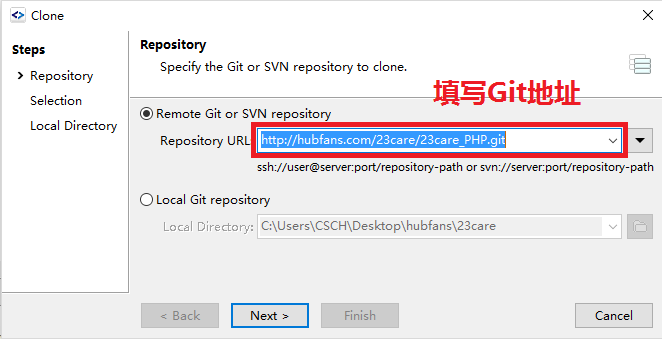 Clone
Steps
Repository
Selection
Local Directory
Repository
Specify the Git or SVN repository to clone.
填写Git地址
Remote Git or SVN repository
Repository URL
http://hubfans.com/23care/23care_PHP.git
ssh://user@server:port/repository-path or svn://server:port/repository-path
Local Git repository
Local Directory: C:\Users\CSCH\Desktop\hubfans\23care
< Back Next > Finish Cancel